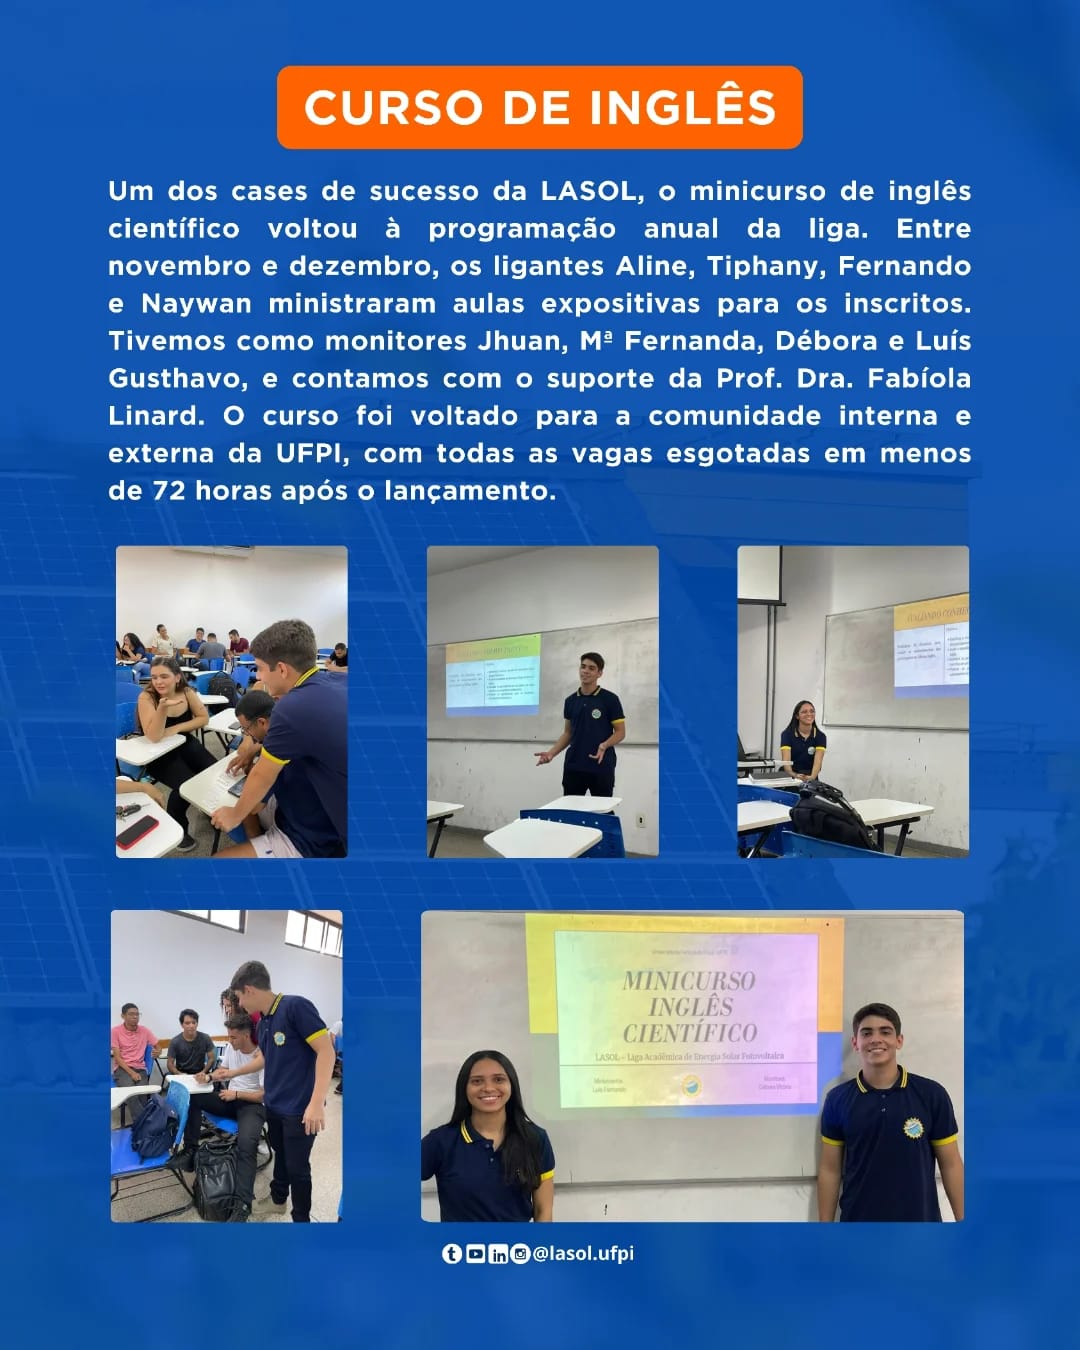 CURSO DE INGLÊS
Um dos cases de sucesso da LASOL, o minicurso de inglês
científico voltou à programação anual da liga. Entre
novembro e dezembro, os ligantes Aline, Tiphany, Fernando
e Naywan ministraram aulas expositivas para os inscritos.
Tivemos como monitores Jhuan, Mª Fernanda, Débora e Luís
Gusthavo, e contamos com o suporte da Prof. Dra. Fabíola
Linard. O curso foi voltado para a comunidade interna e
externa da UFPI, com todas as vagas esgotadas em menos
de 72 horas após o lançamento.
MINICURSO
INGLÊS
CIENTÍFICO
LASOL - Liga Acadêmica de Energia Solar Fotovoltaica
@lasol.ufpi